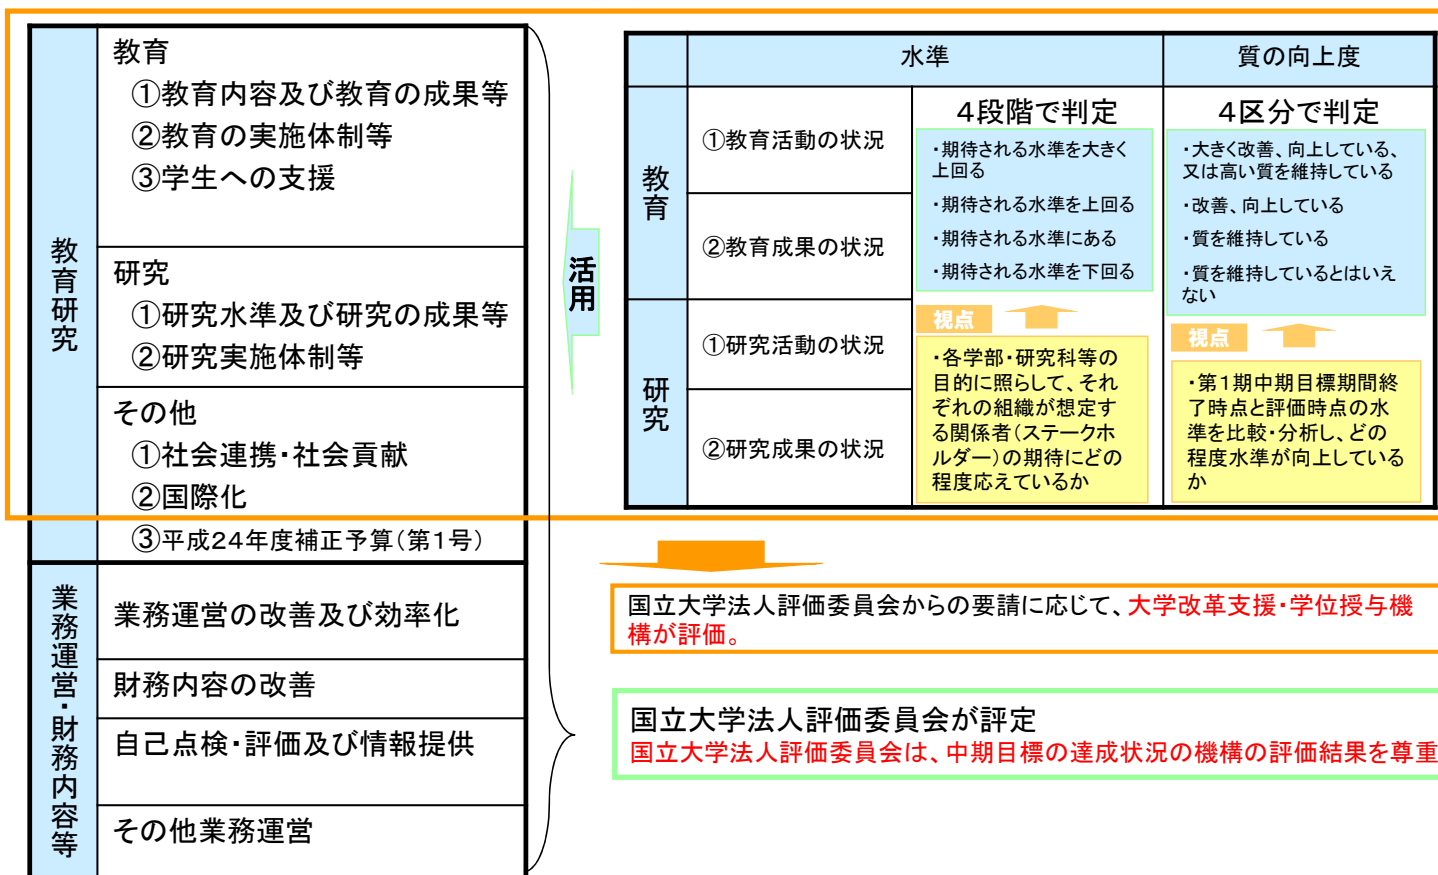 教育研究
教育
①教育内容及び教育の成果等
②教育の実施体制等
③学生への支援
研究
①研究水準及び研究の成果等
②研究実施体制等
その他
①社会連携・社会貢献
②国際化
③平成24年度補正予算(第1号)
業務運営・財務内容等
業務運営の改善及び効率化
財務内容の改善
自己点検・評価及び情報提供
その他業務運営
活用
水準
質の向上度
教育
①教育活動の状況
②教育成果の状況
研究
①研究活動の状況
②研究成果の状況
4段階で判定
・期待される水準を大きく
上回る
・期待される水準を上回る
・期待される水準にある
・期待される水準を下回る
視点
・各学部・研究科等の
目的に照らして、それ
ぞれの組織が想定す
る関係者(ステークホ
ルダー)の期待にどの
程度応えているか
4区分で判定
・大きく改善、向上している、
又は高い質を維持している
・改善、向上している
・質を維持している
・質を維持しているとはいえ
ない
視点
・第1期中期目標期間終
了時点と評価時点の水
準を比較・分析し、どの
程度水準が向上している
か
国立大学法人評価委員会からの要請に応じて、大学改革支援・学位授与機
構が評価。
国立大学法人評価委員会が評定
国立大学法人評価委員会は、中期目標の達成状況の機構の評価結果を尊重